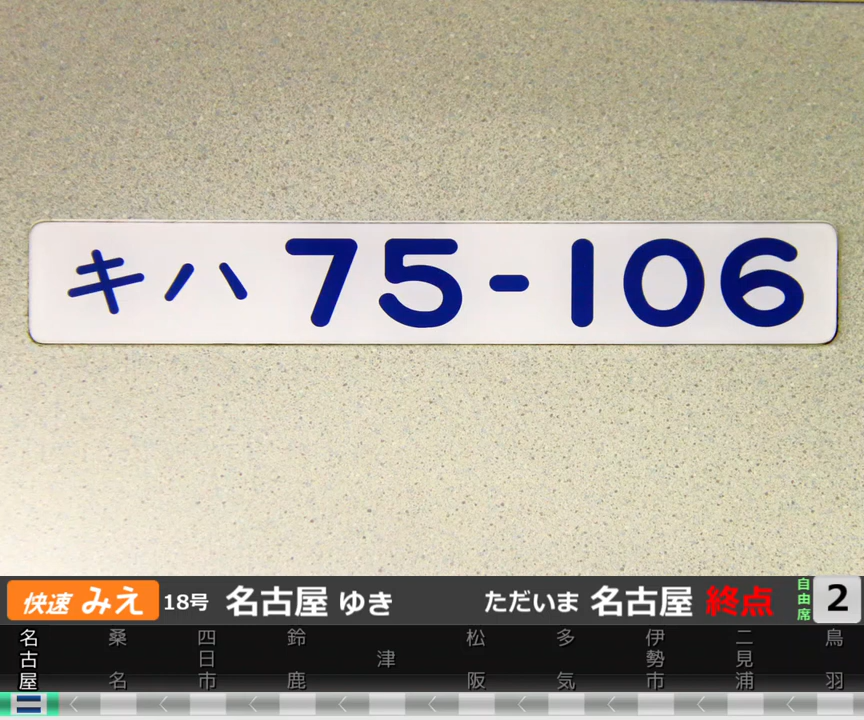 キハ 75-106
快速 みえ 18号 名古屋 ゆき ただいま 名古屋 終点 自由席 2
名古屋 桑名 四日市 鈴鹿 津 松阪 多気 伊勢市 二見浦 鳥羽